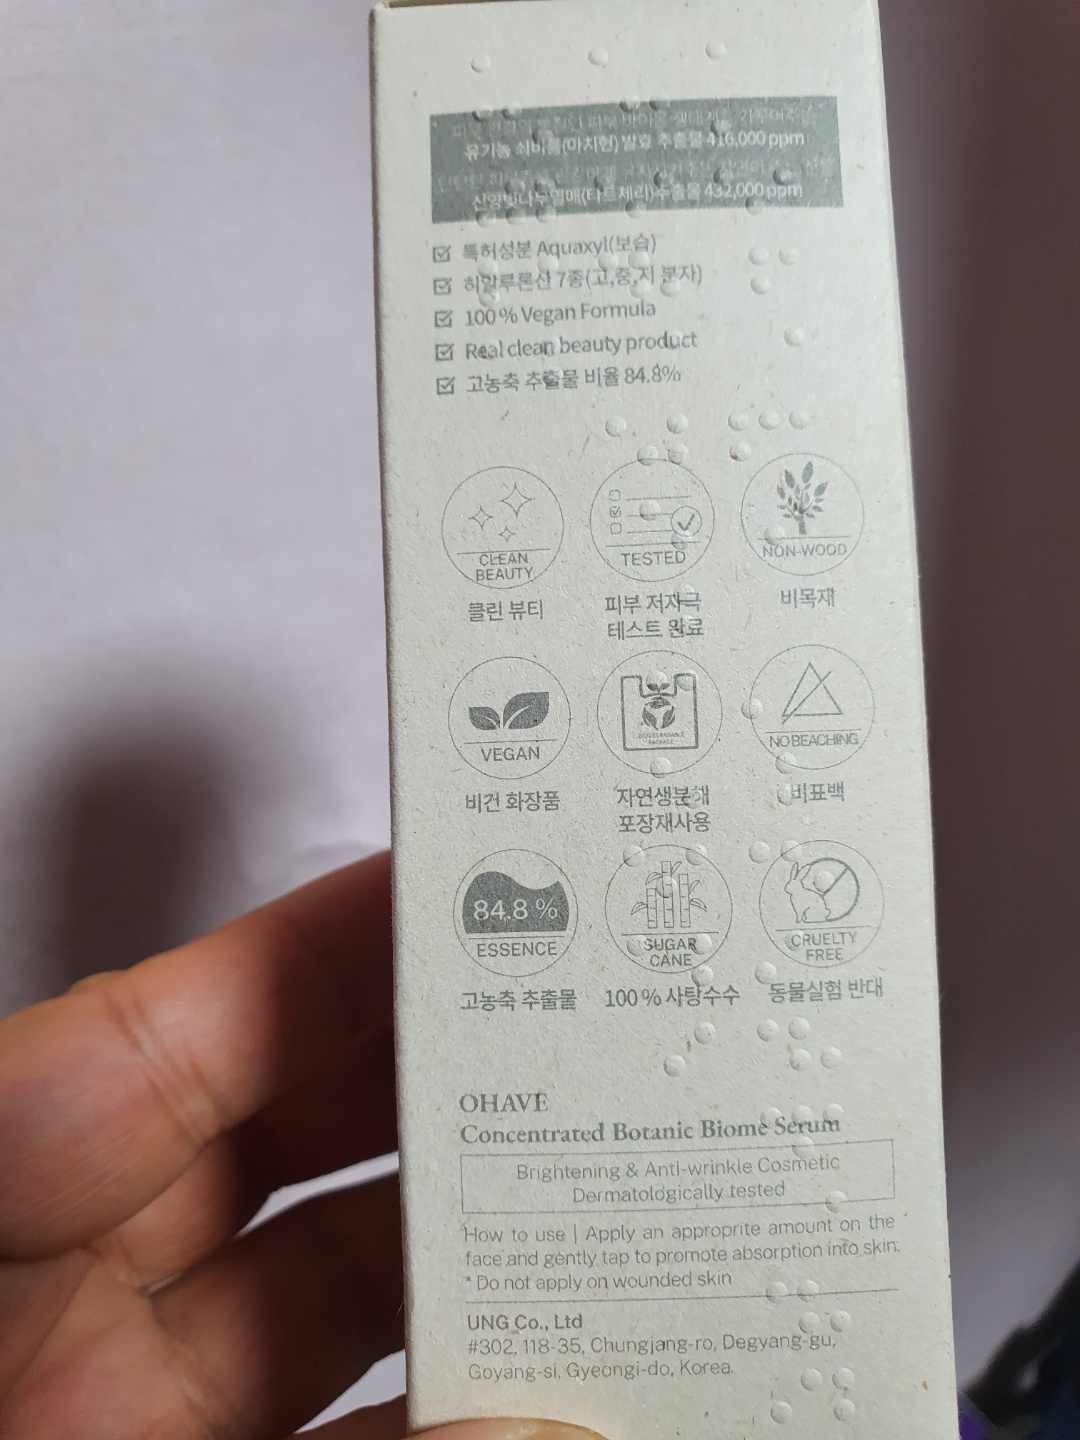 유기농 쇠비름(마치현) 발효 추출물 416,000 ppm
신양벚나무열매(타트체리)추출물 432,000 ppm
특허성분 Aquaxyl(보습)
히알루론산 7종(고,중,저 분자)
100 % Vegan Formula
Real clean beauty product
고농축 추출물 비율 84.8%
CLEAN
BEAUTY
클린 뷰티
TESTED
피부 저자극
테스트 완료
NON-WOOD
비목재
VEGAN
비건 화장품
BIODEGRADABLE
PACKAGE
자연생분해
포장재사용
NO BEACHING
비표백
84.8 %
ESSENCE
고농축 추출물
SUGAR
CANE
100 % 사탕수수
CRUELTY
FREE
동물실험 반대
OHAVE
Concentrated Botanic Biome Serum
Brightening & Anti-wrinkle Cosmetic
Dermatologically tested
How to use | Apply an approprite amount on the
face and gently tap to promote absorption into skin.
* Do not apply on wounded skin
UNG Co., Ltd
#302, 118-35, Chungjang-ro, Degyang-gu,
Goyang-si, Gyeongi-do, Korea.